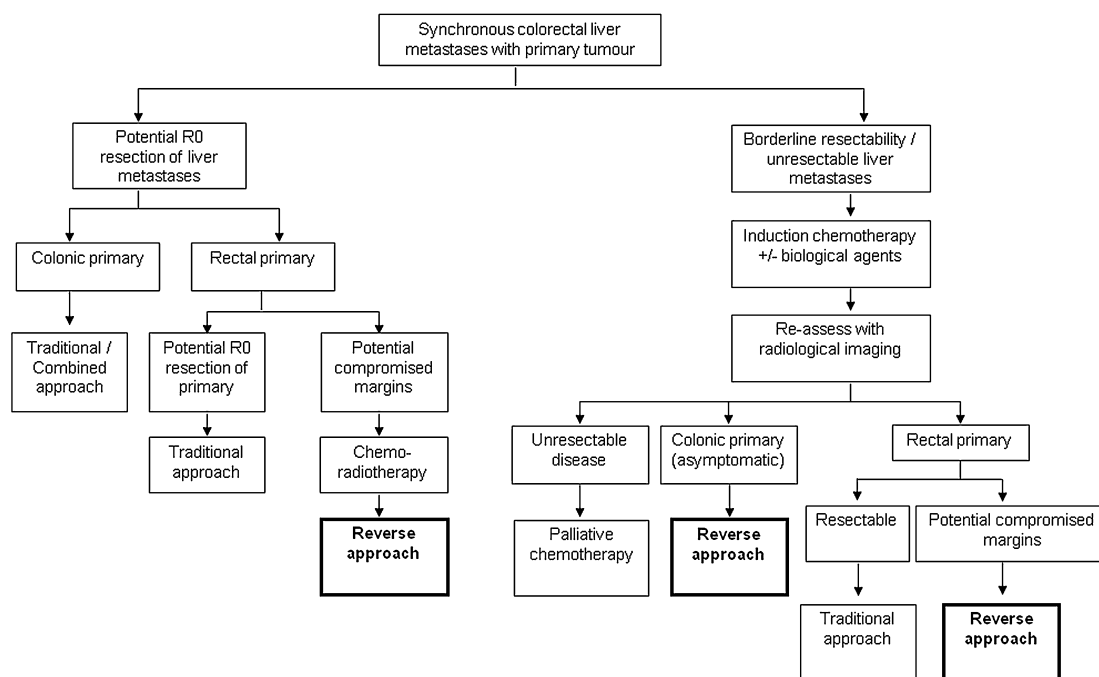 Synchronous colorectal liver
metastases with primary tumour
Potential R0
resection of liver
metastases
Borderline resectability /
unresectable liver
metastases
Colonic primary
Rectal primary
Induction chemotherapy
+/- biological agents
Traditional /
Combined
approach
Potential R0
resection of
primary
Potential
compromised
margins
Re-assess with
radiological imaging
Traditional
approach
Chemo-
radiotherapy
Unresectable
disease
Colonic primary
(asymptomatic)
Rectal primary
Reverse
approach
Palliative
chemotherapy
Reverse
approach
Resectable
Potential compromised
margins
Traditional
approach
Reverse
approach